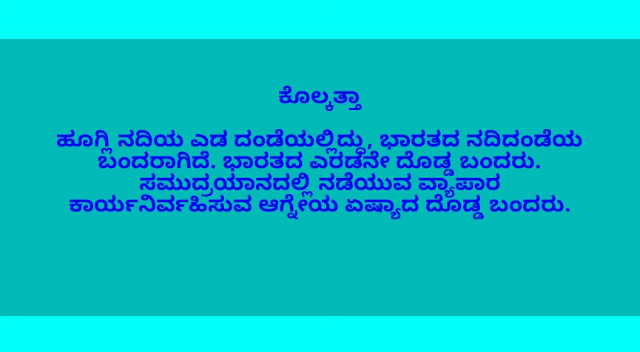 ಕೊಲ್ಕತ್ತಾ
ಹೂಗ್ಲಿ ನದಿಯ ಎಡ ದಂಡೆಯಲ್ಲಿದ್ದು, ಭಾರತದ ನದಿದಂಡೆಯ
ಬಂದರಾಗಿದೆ. ಭಾರತದ ಎರಡನೇ ದೊಡ್ಡ ಬಂದರು.
ಸಮುದ್ರಯಾನದಲ್ಲಿ ನಡೆಯುವ ವ್ಯಾಪಾರ
ಕಾರ್ಯನಿರ್ವಹಿಸುವ ಆಗ್ನೇಯ ಏಷ್ಯಾದ ದೊಡ್ಡ ಬಂದರು.